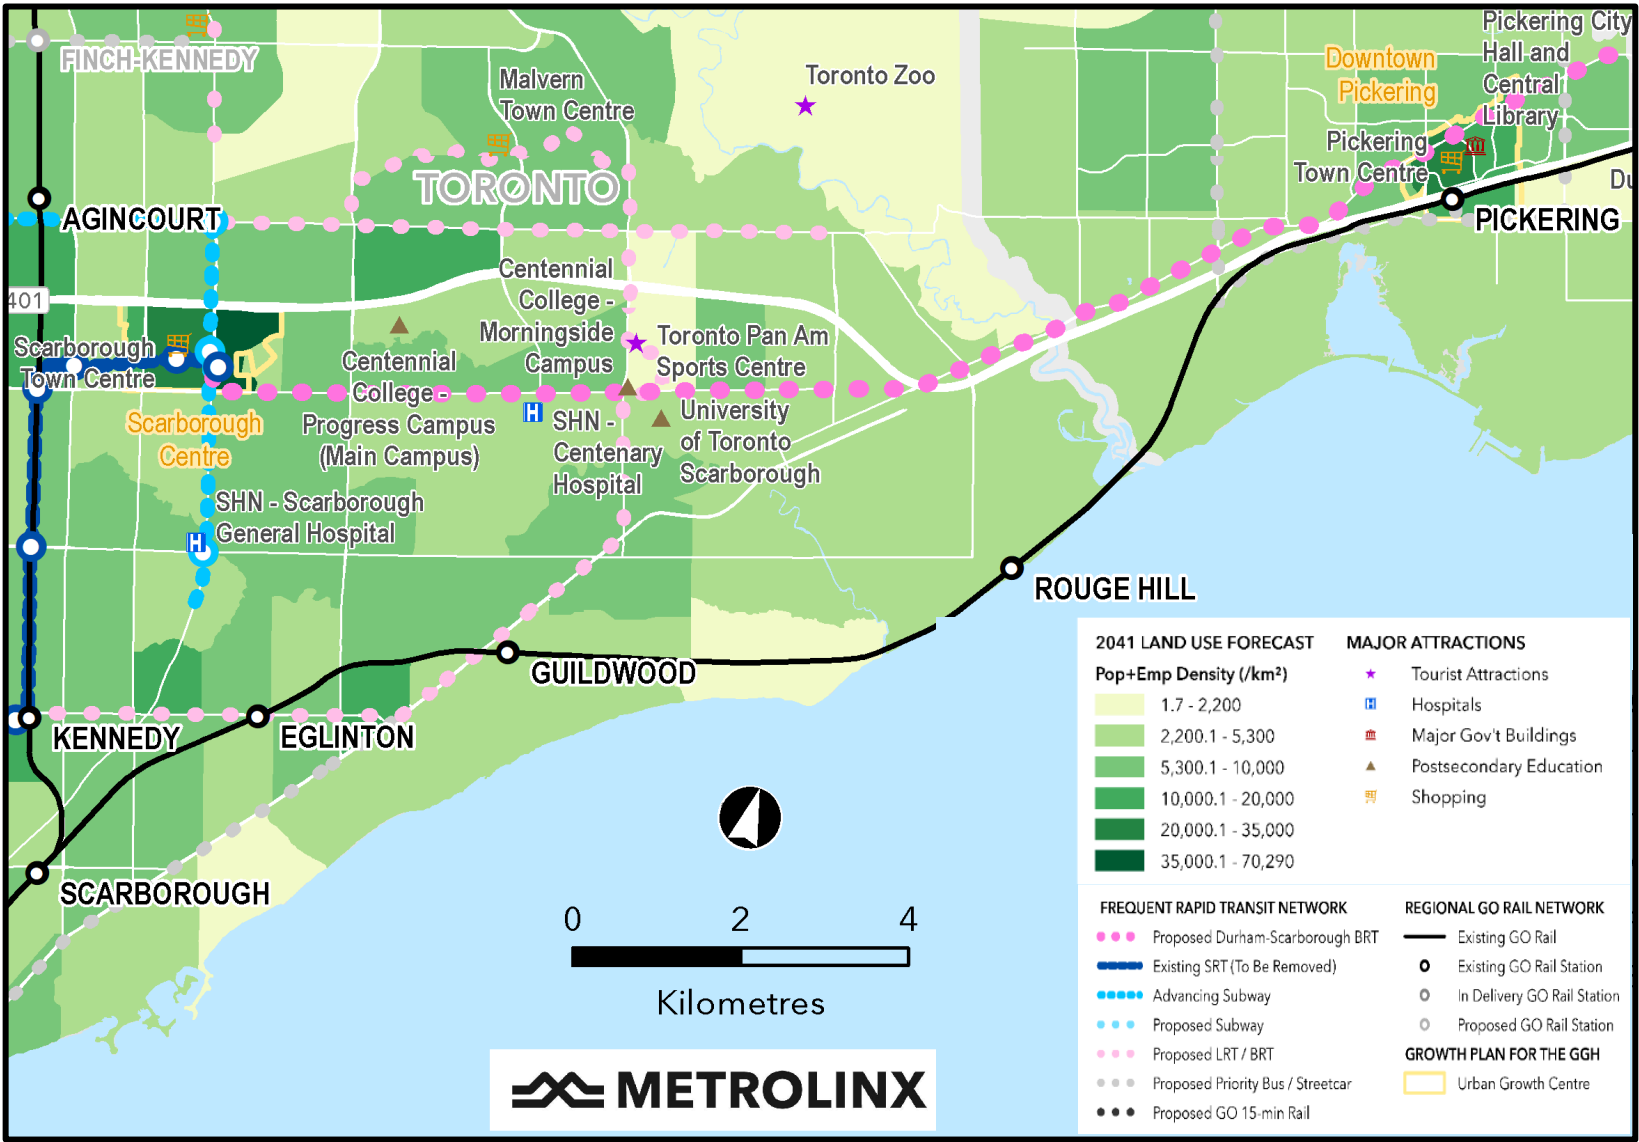 FINCH-KENNEDY
Malvern
Town Centre
Toronto Zoo
Downtown
Pickering
Pickering City
Hall and
Central
Library
Pickering
Town Centre
TORONTO
Du
AGINCOURT
PICKERING
401
Centennial
College -
Morningside
Campus
Toronto Pan Am
Sports Centre
Scarborough
Town Centre
Centennial
College -
Progress Campus
(Main Campus)
Scarborough
Centre
SHN -
Centenary
Hospital
University
of Toronto
Scarborough
SHN - Scarborough
General Hospital
ROUGE HILL
GUILDWOOD
KENNEDY
EGLINTON
SCARBOROUGH
0 2 4
Kilometres
METROLINX
2041 LAND USE FORECAST
Pop+Emp Density (/km²)
1.7 - 2,200
2,200.1 - 5,300
5,300.1 - 10,000
10,000.1 - 20,000
20,000.1 - 35,000
35,000.1 - 70,290
MAJOR ATTRACTIONS
Tourist Attractions
H Hospitals
Major Gov't Buildings
Postsecondary Education
Shopping
FREQUENT RAPID TRANSIT NETWORK
Proposed Durham-Scarborough BRT
Existing SRT (To Be Removed)
Advancing Subway
Proposed Subway
Proposed LRT / BRT
Proposed Priority Bus / Streetcar
Proposed GO 15-min Rail
REGIONAL GO RAIL NETWORK
Existing GO Rail
Existing GO Rail Station
In Delivery GO Rail Station
Proposed GO Rail Station
GROWTH PLAN FOR THE GGH
Urban Growth Centre